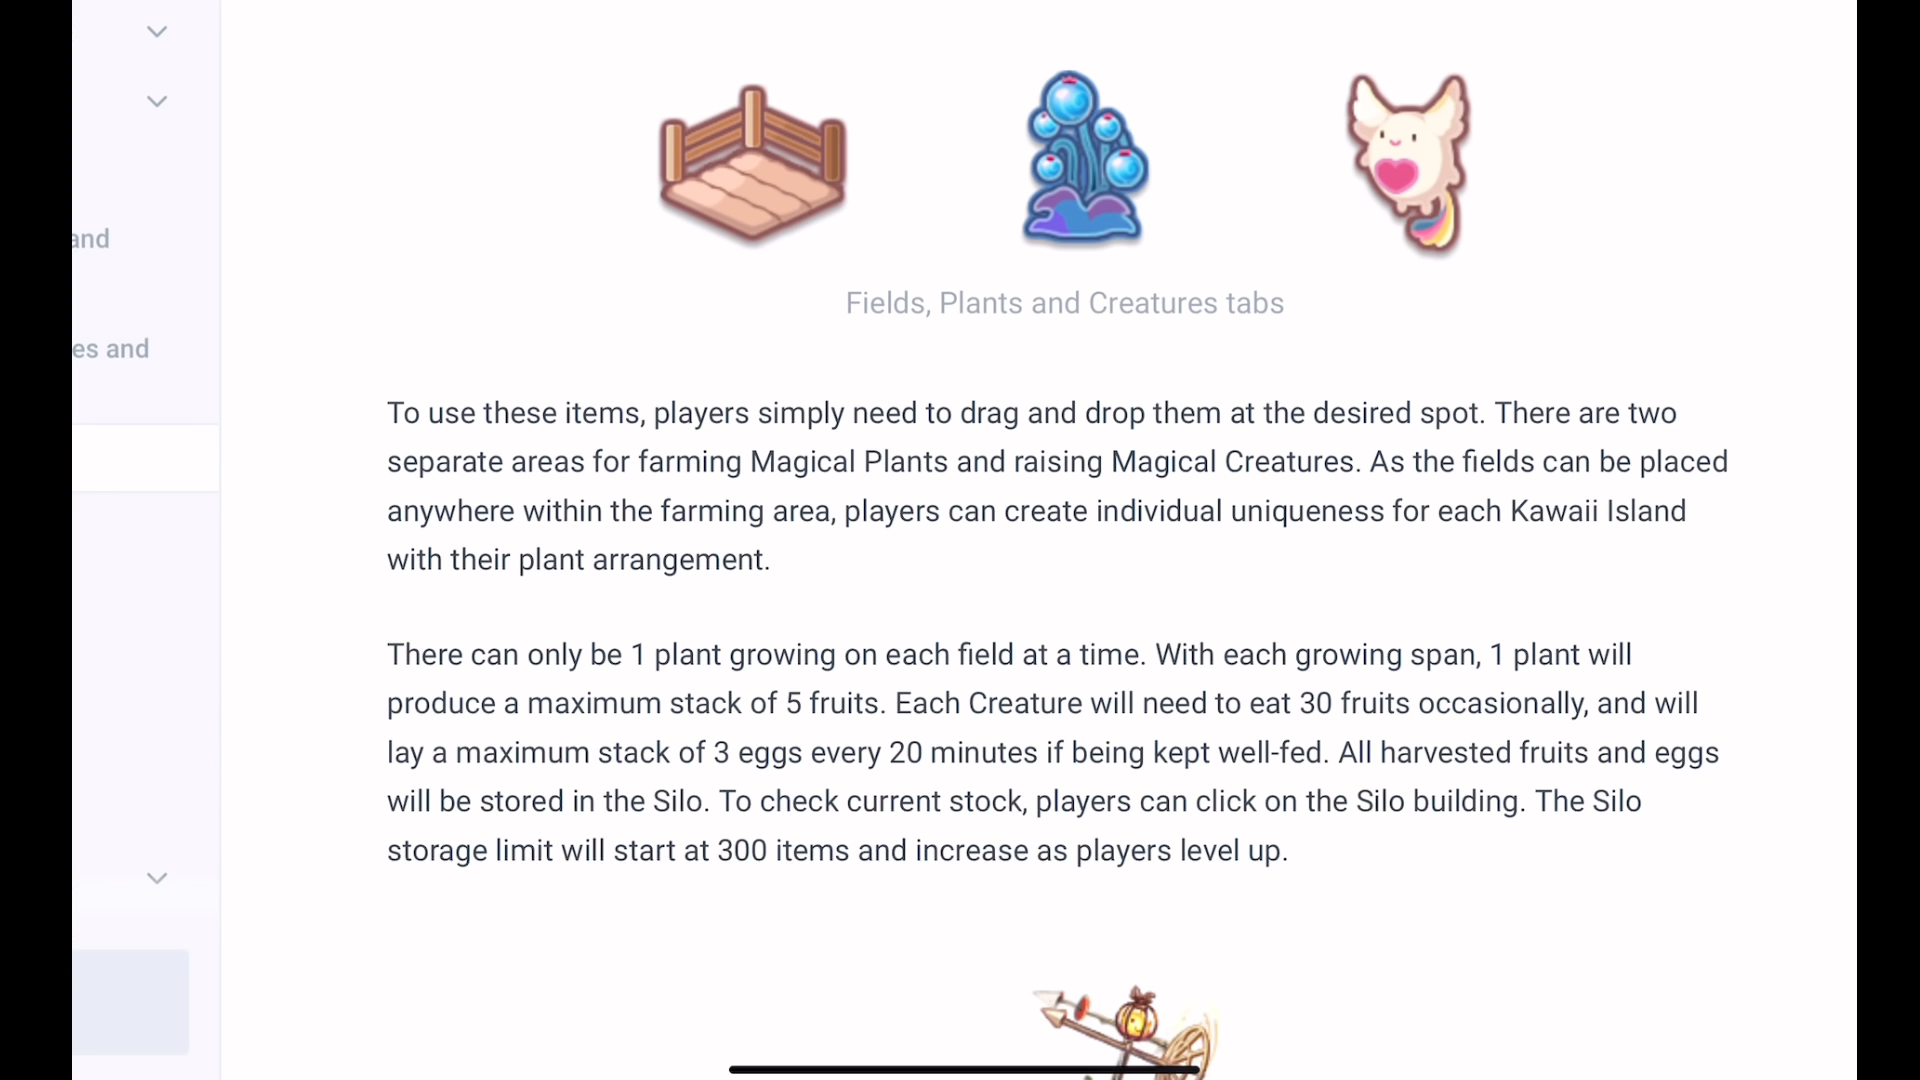 and
es and
Fields, Plants and Creatures tabs
To use these items, players simply need to drag and drop them at the desired spot. There are two
separate areas for farming Magical Plants and raising Magical Creatures. As the fields can be placed
anywhere within the farming area, players can create individual uniqueness for each Kawaii Island
with their plant arrangement.
There can only be 1 plant growing on each field at a time. With each growing span, 1 plant will
produce a maximum stack of 5 fruits. Each Creature will need to eat 30 fruits occasionally, and will
lay a maximum stack of 3 eggs every 20 minutes if being kept well-fed. All harvested fruits and eggs
will be stored in the Silo. To check current stock, players can click on the Silo building. The Silo
storage limit will start at 300 items and increase as players level up.